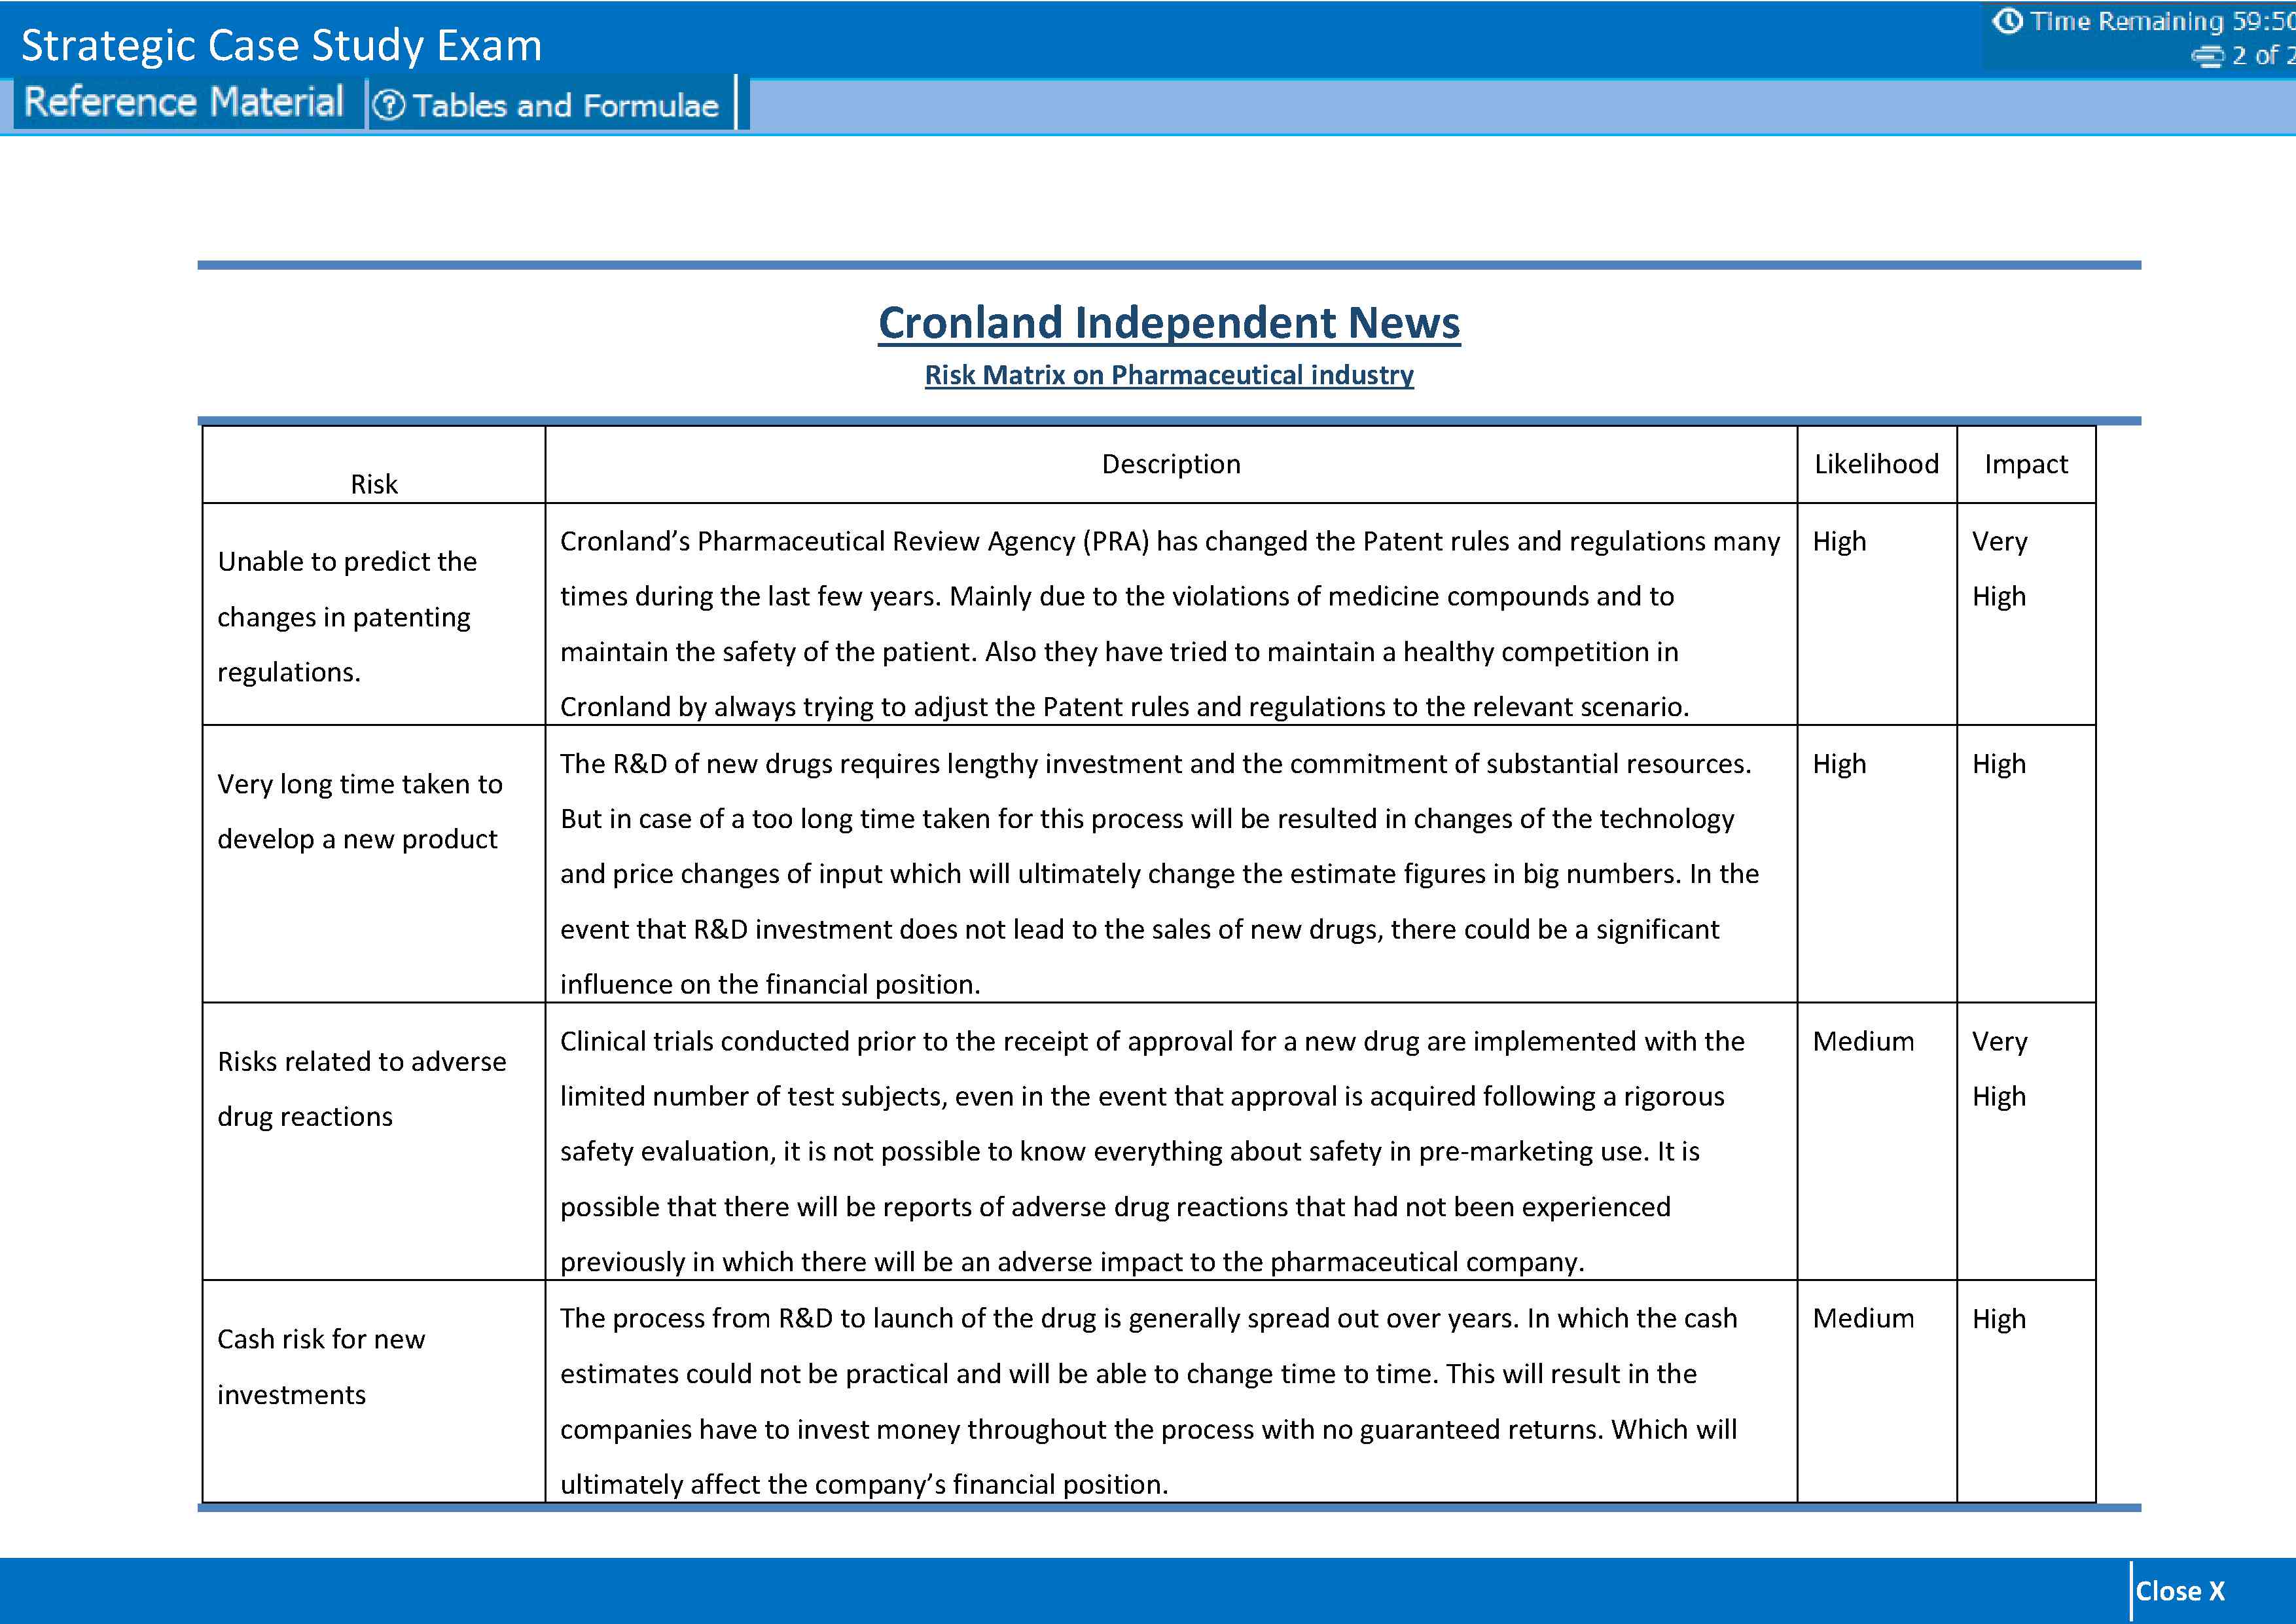 Strategic Case Study Exam
Time Remaining 59:50
2 of 2
Reference Material
Tables and Formulae
Cronland Independent News
Risk Matrix on Pharmaceutical industry
Risk
Description
Likelihood
Impact
Unable to predict the
changes in patenting
regulations.
Cronland’s Pharmaceutical Review Agency (PRA) has changed the Patent rules and regulations many
times during the last few years. Mainly due to the violations of medicine compounds and to
maintain the safety of the patient. Also they have tried to maintain a healthy competition in
Cronland by always trying to adjust the Patent rules and regulations to the relevant scenario.
High
Very
High
Very long time taken to
develop a new product
The R&D of new drugs requires lengthy investment and the commitment of substantial resources.
But in case of a too long time taken for this process will be resulted in changes of the technology
and price changes of input which will ultimately change the estimate figures in big numbers. In the
event that R&D investment does not lead to the sales of new drugs, there could be a significant
influence on the financial position.
High
High
Risks related to adverse
drug reactions
Clinical trials conducted prior to the receipt of approval for a new drug are implemented with the
limited number of test subjects, even in the event that approval is acquired following a rigorous
safety evaluation, it is not possible to know everything about safety in pre-marketing use. It is
possible that there will be reports of adverse drug reactions that had not been experienced
previously in which there will be an adverse impact to the pharmaceutical company.
Medium
Very
High
Cash risk for new
investments
The process from R&D to launch of the drug is generally spread out over years. In which the cash
estimates could not be practical and will be able to change time to time. This will result in the
companies have to invest money throughout the process with no guaranteed returns. Which will
ultimately affect the company’s financial position.
Medium
High
Close X